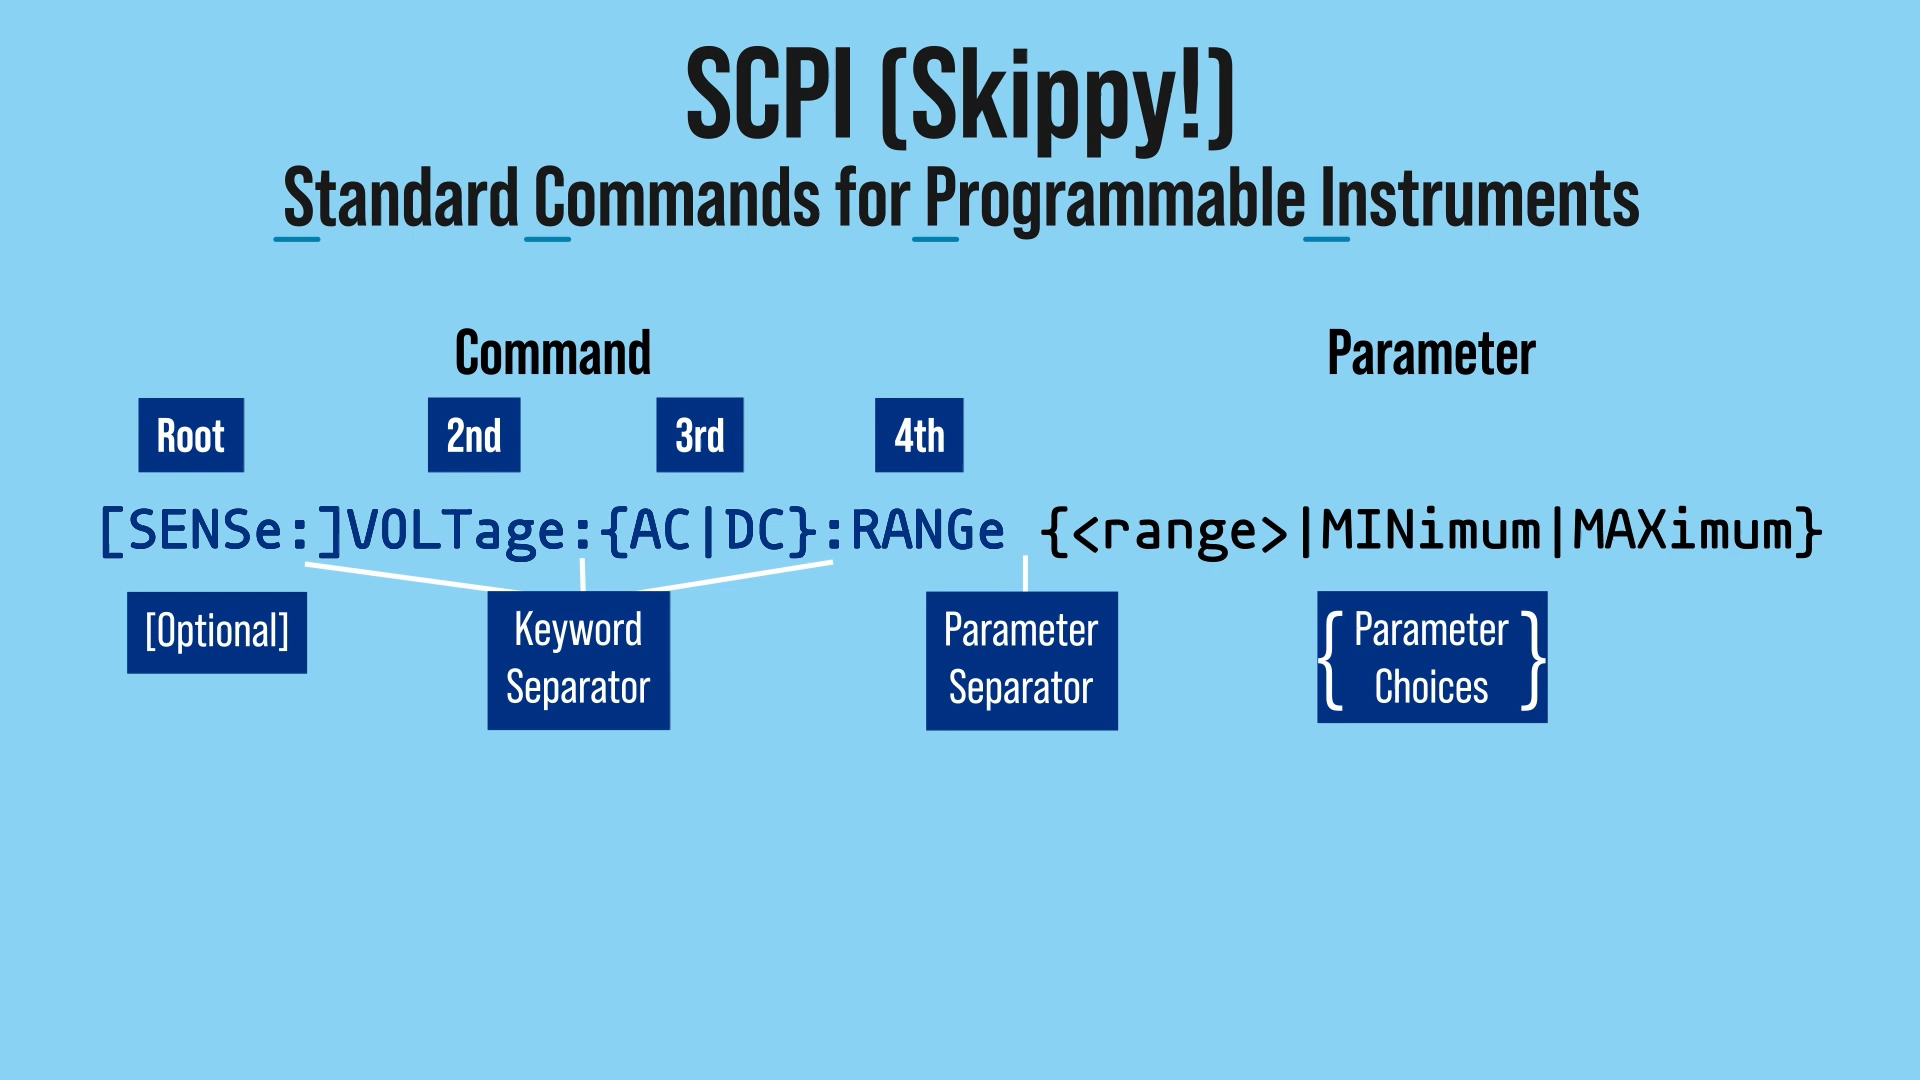 SCPI (Skippy!)
Standard Commands for Programmable Instruments
Command
Parameter
Root
2nd
3rd
4th
[SENSe:]VOLTage:{AC|DC}:RANGe {<range>|MINimum|MAXimum}
[Optional]
Keyword
Separator
Parameter
Separator
{ Parameter
Choices }